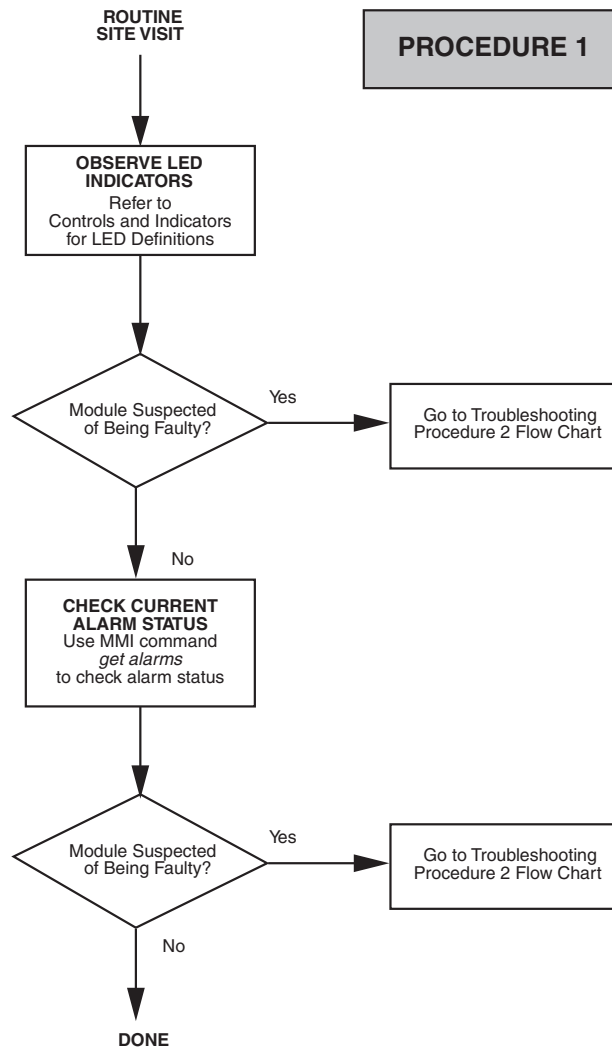 ROUTINE
SITE VISIT
PROCEDURE 1
OBSERVE LED
INDICATORS
Refer to
Controls and Indicators
for LED Definitions
Module Suspected
of Being Faulty?
Yes
Go to Troubleshooting
Procedure 2 Flow Chart
No
CHECK CURRENT
ALARM STATUS
Use MMI command
get alarms
to check alarm status
Module Suspected
of Being Faulty?
Yes
Go to Troubleshooting
Procedure 2 Flow Chart
No
DONE